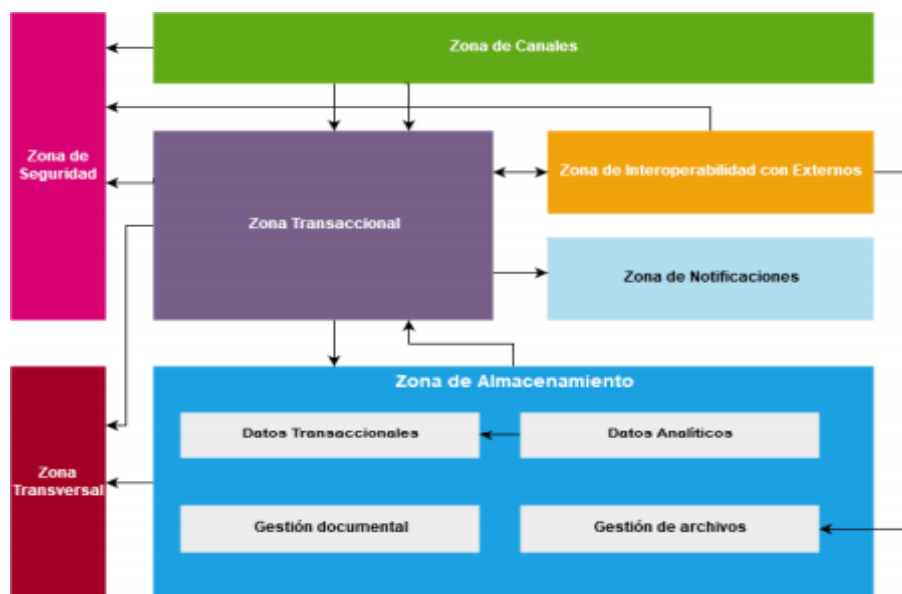 Zona de Canales
Zona de
Seguridad
Zona de Interoperabilidad con Externos
Zona Transaccional
Zona de Notificaciones
Zona de Almacenamiento
Datos Transaccionales
Datos Analíticos
Zona
Transversal
Gestión documental
Gestión de archivos